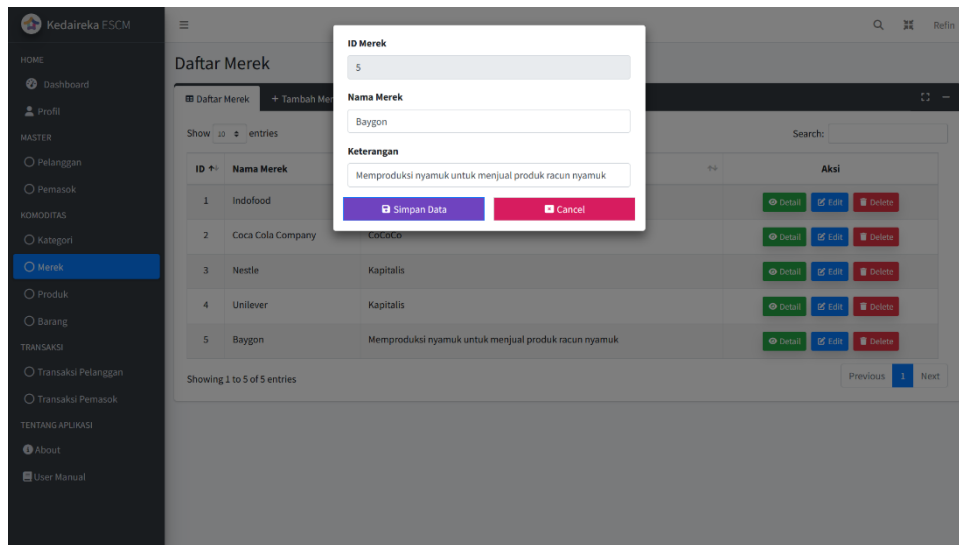 Kedaireka ESCM
Refin
HOME
Dashboard
Profil
MASTER
Pelanggan
Pemasok
KOMODITAS
Kategori
Merek
Produk
Barang
TRANSAKSI
Transaksi Pelanggan
Transaksi Pemasok
TENTANG APLIKASI
About
User Manual
Daftar Merek
Daftar Merek + Tambah Mer
Show 10 entries Search:
ID Nama Merek Aksi
1 Indofood Detail Edit Delete
2 Coca Cola Company CoCoCo Detail Edit Delete
3 Nestle Kapitalis Detail Edit Delete
4 Unilever Kapitalis Detail Edit Delete
5 Baygon Memproduksi nyamuk untuk menjual produk racun nyamuk Detail Edit Delete
Showing 1 to 5 of 5 entries Previous 1 Next
ID Merek
5
Nama Merek
Baygon
Keterangan
Memproduksi nyamuk untuk menjual produk racun nyamuk
Simpan Data Cancel